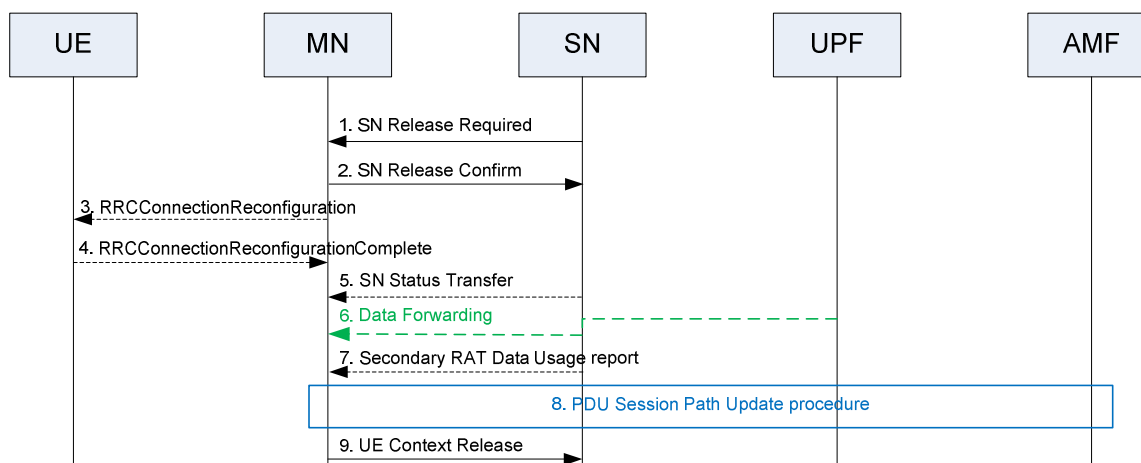 UE
MN
SN
UPF
AMF
1. SN Release Required
2. SN Release Confirm
3. RRCConnectionReconfiguration
4. RRCConnectionReconfigurationComplete
5. SN Status Transfer
6. Data Forwarding
7. Secondary RAT Data Usage report
8. PDU Session Path Update procedure
9. UE Context Release